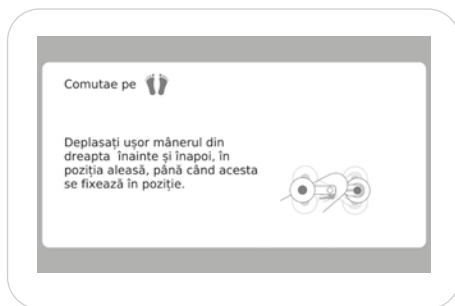 Comutae pe
Deplasați ușor mânerul din
dreapta înainte și înapoi, în
poziția aleasă, până când acesta
se fixează în poziție.